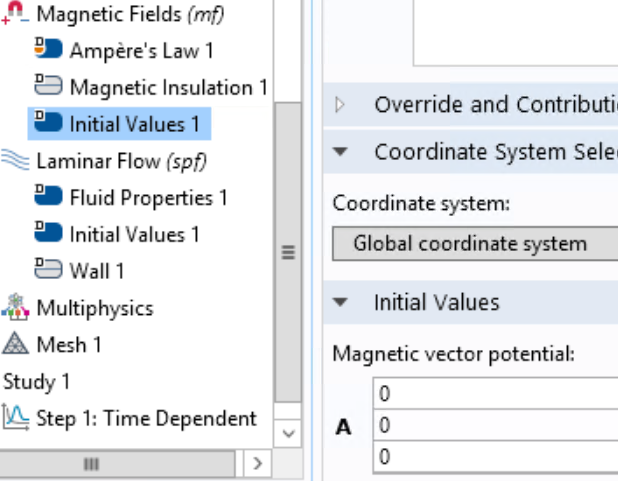 Magnetic Fields (mf)
Ampère's Law 1
Magnetic Insulation 1
Initial Values 1
Laminar Flow (spf)
Fluid Properties 1
Initial Values 1
Wall 1
Multiphysics
Mesh 1
Study 1
Step 1: Time Dependent
Override and Contributi
Coordinate System Sele
Coordinate system:
Global coordinate system
Initial Values
Magnetic vector potential:
0
A 0
0